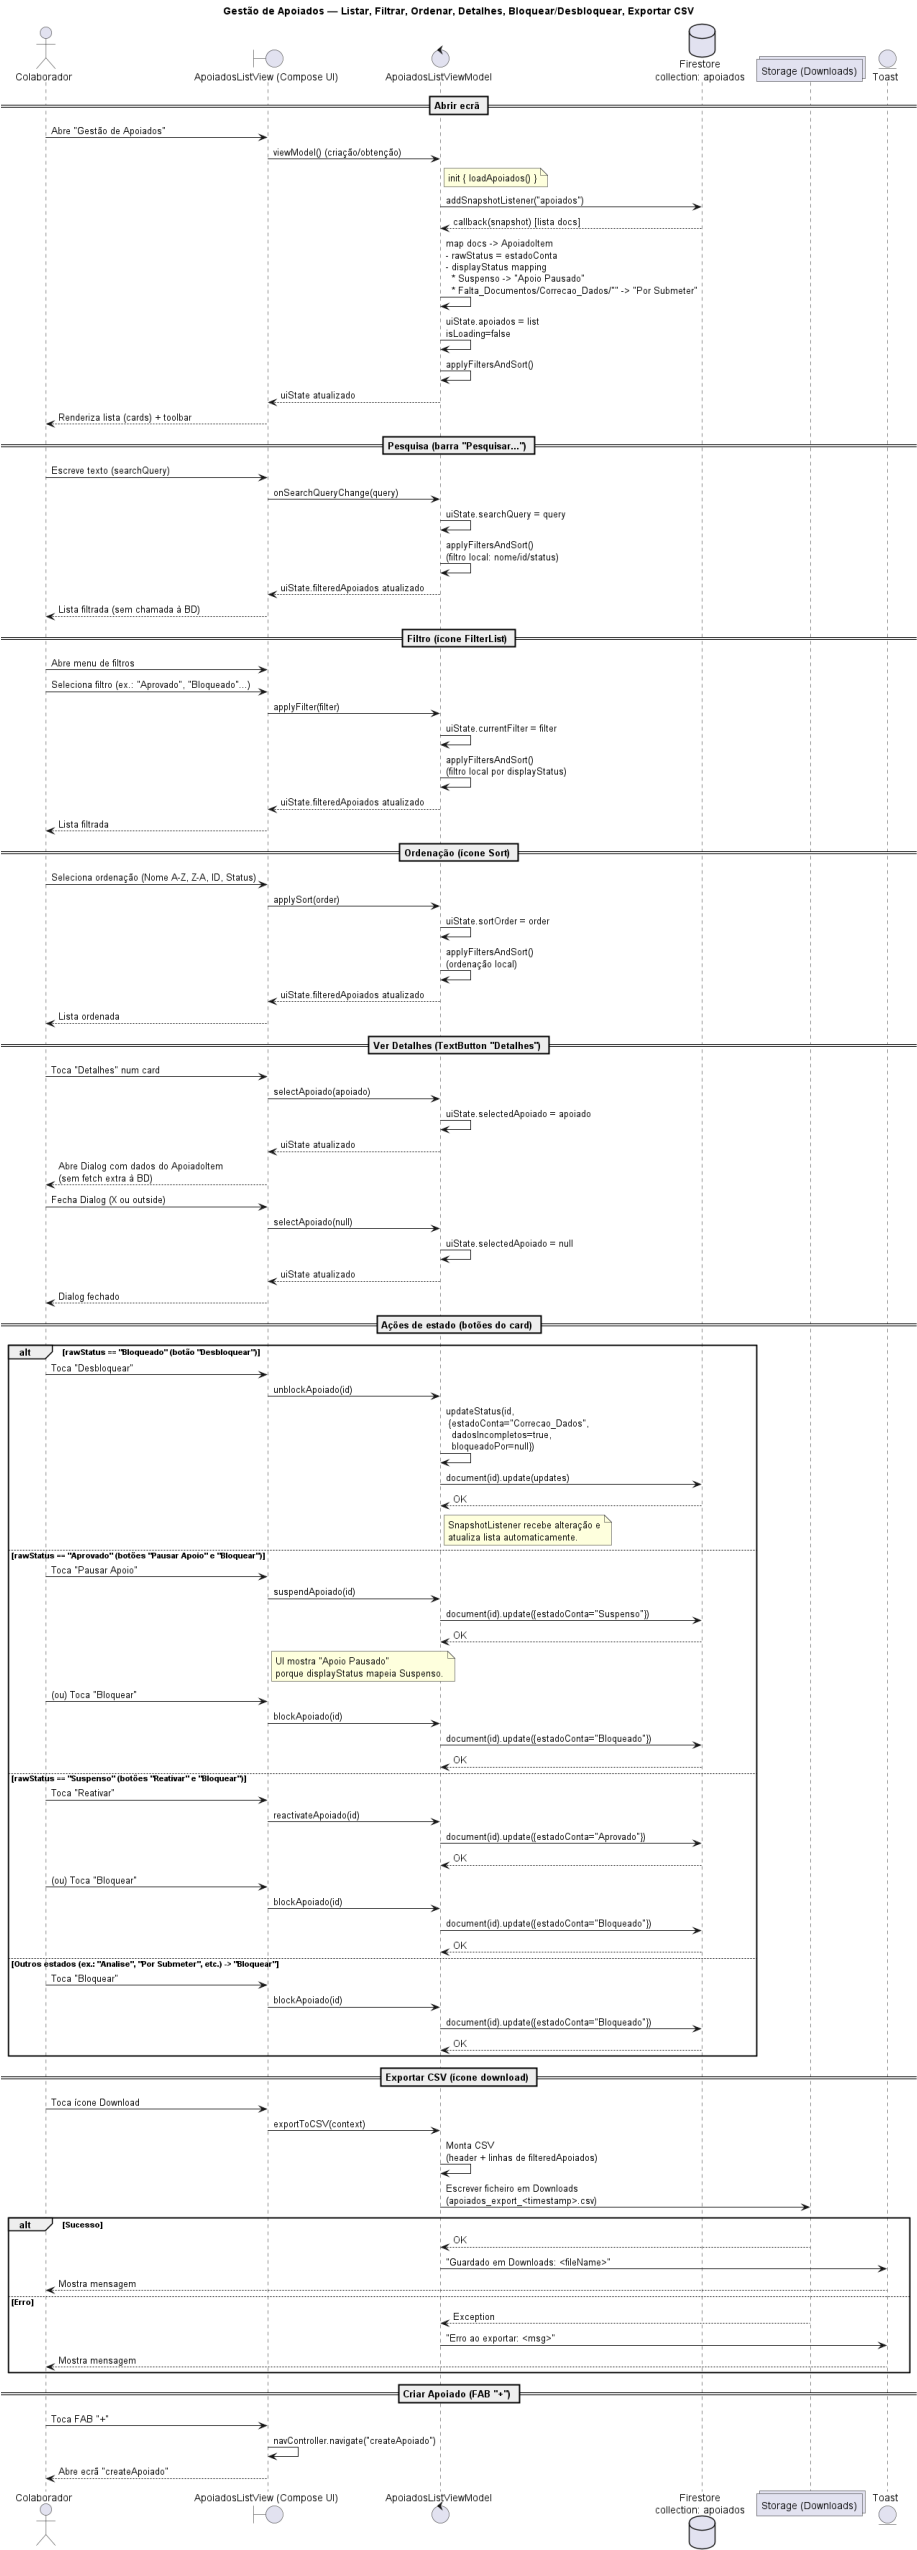 Gestão de Apoiados — Listar, Filtrar, Ordenar, Detalhes, Bloquear/Desbloquear, Exportar CSV
Colaborador
ApoiadosListView (Compose UI)
ApoiadosListViewModel
Firestore
collection: apoiados
Storage (Downloads)
Toast
Abrir ecrã
Abre "Gestão de Apoiados"
viewModel() (criação/obtenção)
init { loadApoiados() }
addSnapshotListener("apoiados")
callback(snapshot) [lista docs]
map docs -> ApoiadoItem
- rawStatus = estadoConta
- displayStatus mapping
* Suspenso -> "Apoio Pausado"
* Falta_Documentos/Correcao_Dados/"" -> "Por Submeter"
uiState.apoiados = list
isLoading=false
applyFiltersAndSort()
uiState atualizado
Renderiza lista (cards) + toolbar
Pesquisa (barra "Pesquisar...")
Escreve texto (searchQuery)
onSearchQueryChange(query)
uiState.searchQuery = query
applyFiltersAndSort()
(filtro local: nome/id/status)
uiState.filteredApoiados atualizado
Lista filtrada (sem chamada à BD)
Filtro (ícone FilterList)
Abre menu de filtros
Seleciona filtro (ex.: "Aprovado", "Bloqueado"...)
applyFilter(filter)
uiState.currentFilter = filter
applyFiltersAndSort()
(filtro local por displayStatus)
uiState.filteredApoiados atualizado
Lista filtrada
Ordenação (ícone Sort)
Seleciona ordenação (Nome A-Z, Z-A, ID, Status)
applySort(order)
uiState.sortOrder = order
applyFiltersAndSort()
(ordenação local)
uiState.filteredApoiados atualizado
Lista ordenada
Ver Detalhes (TextButton "Detalhes")
Toca "Detalhes" num card
selectApoiado(apoiado)
uiState.selectedApoiado = apoiado
uiState atualizado
Abre Dialog com dados do ApoiadoItem
(sem fetch extra à BD)
Fecha Dialog (X ou outside)
selectApoiado(null)
uiState.selectedApoiado = null
uiState atualizado
Dialog fechado
Ações de estado (botões do card)
alt [rawStatus == "Bloqueado" (botão "Desbloquear")]
Toca "Desbloquear"
unblockApoiado(id)
updateStatus(id,
{estadoConta="Correcao_Dados",
dadosIncompletos=true,
bloqueadoPor=null})
document(id).update(updates)
OK
SnapshotListener recebe alteração e
atualiza lista automaticamente.
[rawStatus == "Aprovado" (botões "Pausar Apoio" e "Bloquear")]
Toca "Pausar Apoio"
suspendApoiado(id)
document(id).update({estadoConta="Suspenso"})
OK
UI mostra "Apoio Pausado"
porque displayStatus mapeia Suspenso.
(ou) Toca "Bloquear"
blockApoiado(id)
document(id).update({estadoConta="Bloqueado"})
OK
[rawStatus == "Suspenso" (botões "Reativar" e "Bloquear")]
Toca "Reativar"
reactivateApoiado(id)
document(id).update({estadoConta="Aprovado"})
OK
(ou) Toca "Bloquear"
blockApoiado(id)
document(id).update({estadoConta="Bloqueado"})
OK
[Outros estados (ex.: "Analise", "Por Submeter", etc.) -> "Bloquear"]
Toca "Bloquear"
blockApoiado(id)
document(id).update({estadoConta="Bloqueado"})
OK
Exportar CSV (ícone download)
Toca ícone Download
exportToCSV(context)
Monta CSV
(header + linhas de filteredApoiados)
Escrever ficheiro em Downloads
(apoiados_export_<timestamp>.csv)
alt [Sucesso]
OK
"Guardado em Downloads: <fileName>"
Mostra mensagem
[Erro]
Exception
"Erro ao exportar: <msg>"
Mostra mensagem
Criar Apoiado (FAB "+")
Toca FAB "+"
navController.navigate("createApoiado")
Abre ecrã "createApoiado"
Colaborador
ApoiadosListView (Compose UI)
ApoiadosListViewModel
Firestore
collection: apoiados
Storage (Downloads)
Toast